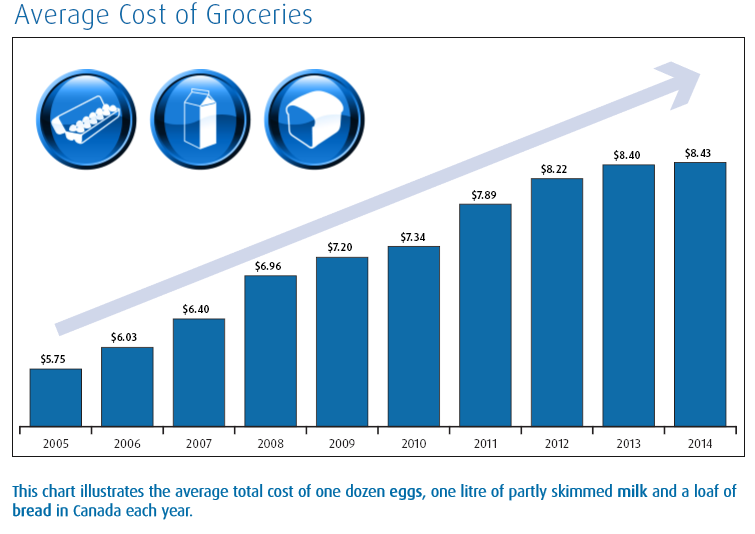 Average Cost of Groceries
$5.75
$6.03
$6.40
$6.96
$7.20
$7.34
$7.89
$8.22
$8.40
$8.43
2005 2006 2007 2008 2009 2010 2011 2012 2013 2014
This chart illustrates the average total cost of one dozen eggs, one litre of partly skimmed milk and a loaf of
bread in Canada each year.